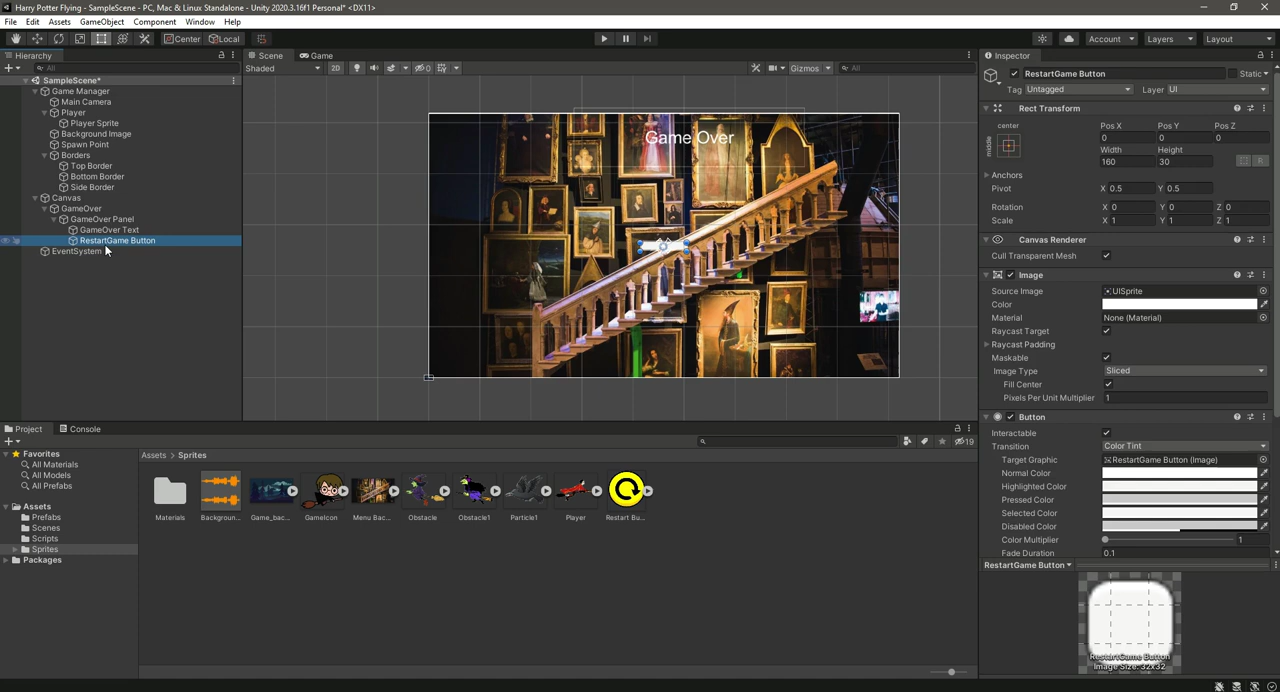 Harry Potter Flying - SampleScene - PC, Mac & Linux Standalone - Unity 2020.3.16f1 Personal* <DX11>
File Edit Assets GameObject Component Window Help
Center Local Account Layers Layout
Hierarchy Scene Game Inspector
All Shaded 2D 0 Gizmos All RestartGame Button Static
SampleScene* Tag Untagged Layer UI
Game Manager
Main Camera
Player
Player Sprite
Background Image
Spawn Point
Borders
Top Border
Bottom Border
Side Border
Canvas
GameOver
GameOver Panel
GameOver Text
RestartGame Button
EventSystem
Game Over
Rect Transform
center Pos X Pos Y Pos Z
middle 0 0 0
Width Height
160 30 R
Anchors
Pivot X 0.5 Y 0.5
Rotation X 0 Y 0 Z 0
Scale X 1 Y 1 Z 1
Canvas Renderer
Cull Transparent Mesh
Image
Source Image UISprite
Color
Material None (Material)
Raycast Target
Raycast Padding
Maskable
Image Type Sliced
Fill Center
Pixels Per Unit Multiplier 1
Button
Interactable
Transition Color Tint
Target Graphic RestartGame Button (Image)
Normal Color
Highlighted Color
Pressed Color
Selected Color
Disabled Color
Color Multiplier 1
Fade Duration 0.1
RestartGame Button
RestartGame Button
Image Size: 32x32
Project Console
19
Favorites
All Materials
All Models
All Prefabs
Assets
Prefabs
Scenes
Scripts
Sprites
Packages
Assets Sprites
Materials Backgroun... Game_bac... GameIcon Menu Bac... Obstacle Obstacle1 Particle1 Player Restart Bu...